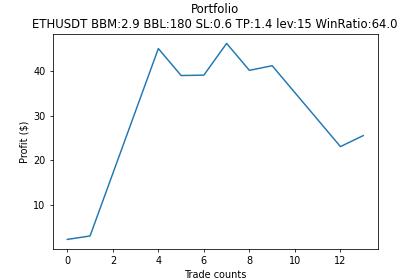 Portfolio
ETHUSDT BBM:2.9 BBL:180 SL:0.6 TP:1.4 lev:15 WinRatio:64.0
40
30
20
10
Profit ($)
0 2 4 6 8 10 12
Trade counts